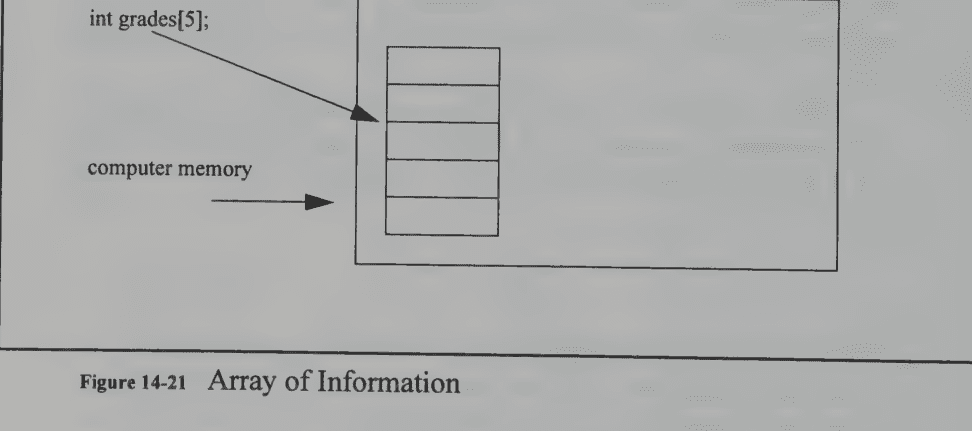 int grades[5];
computer memory
Figure 14-21 Array of Information